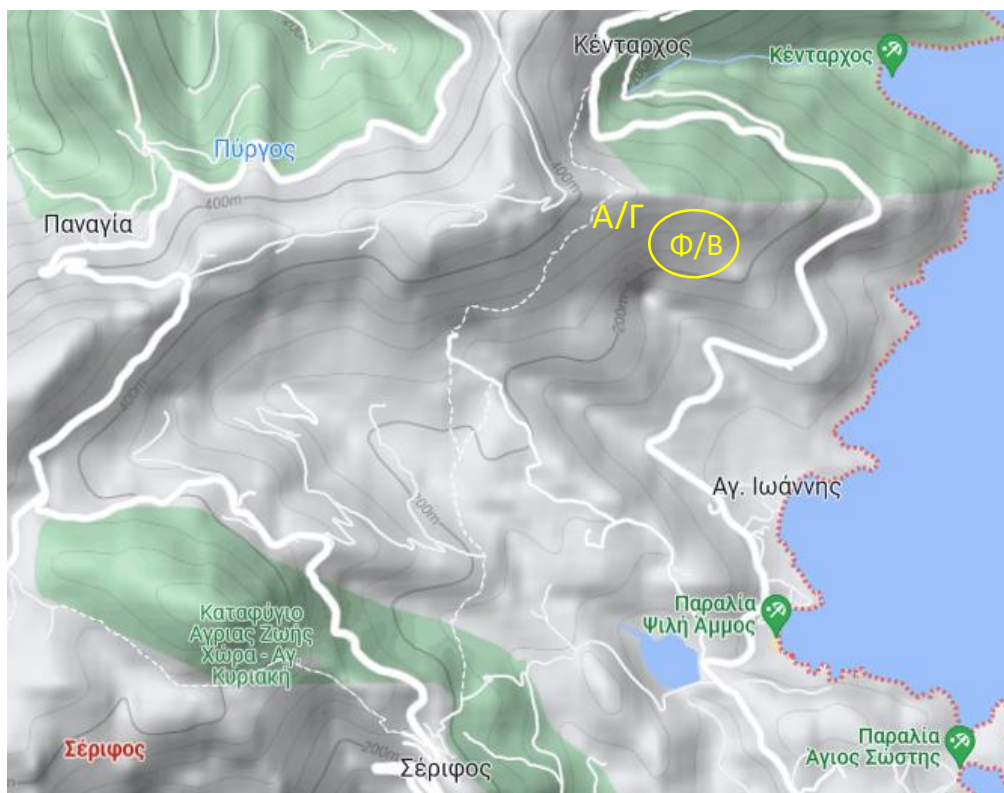 200m
Κένταρχος
Κένταρχος
Πύργος
400m
Παναγία
Α/Γ
Φ/Β
200m
400m
Αγ. Ιωάννης
200m
Παραλία
Ψιλή Άμμος
Καταφύγιο
Άγριας Ζωής
Χώρα - Αγ.
Κυριακή
Σέριφος
200m
Σέριφος
Παραλία
Άγιος Σώστης